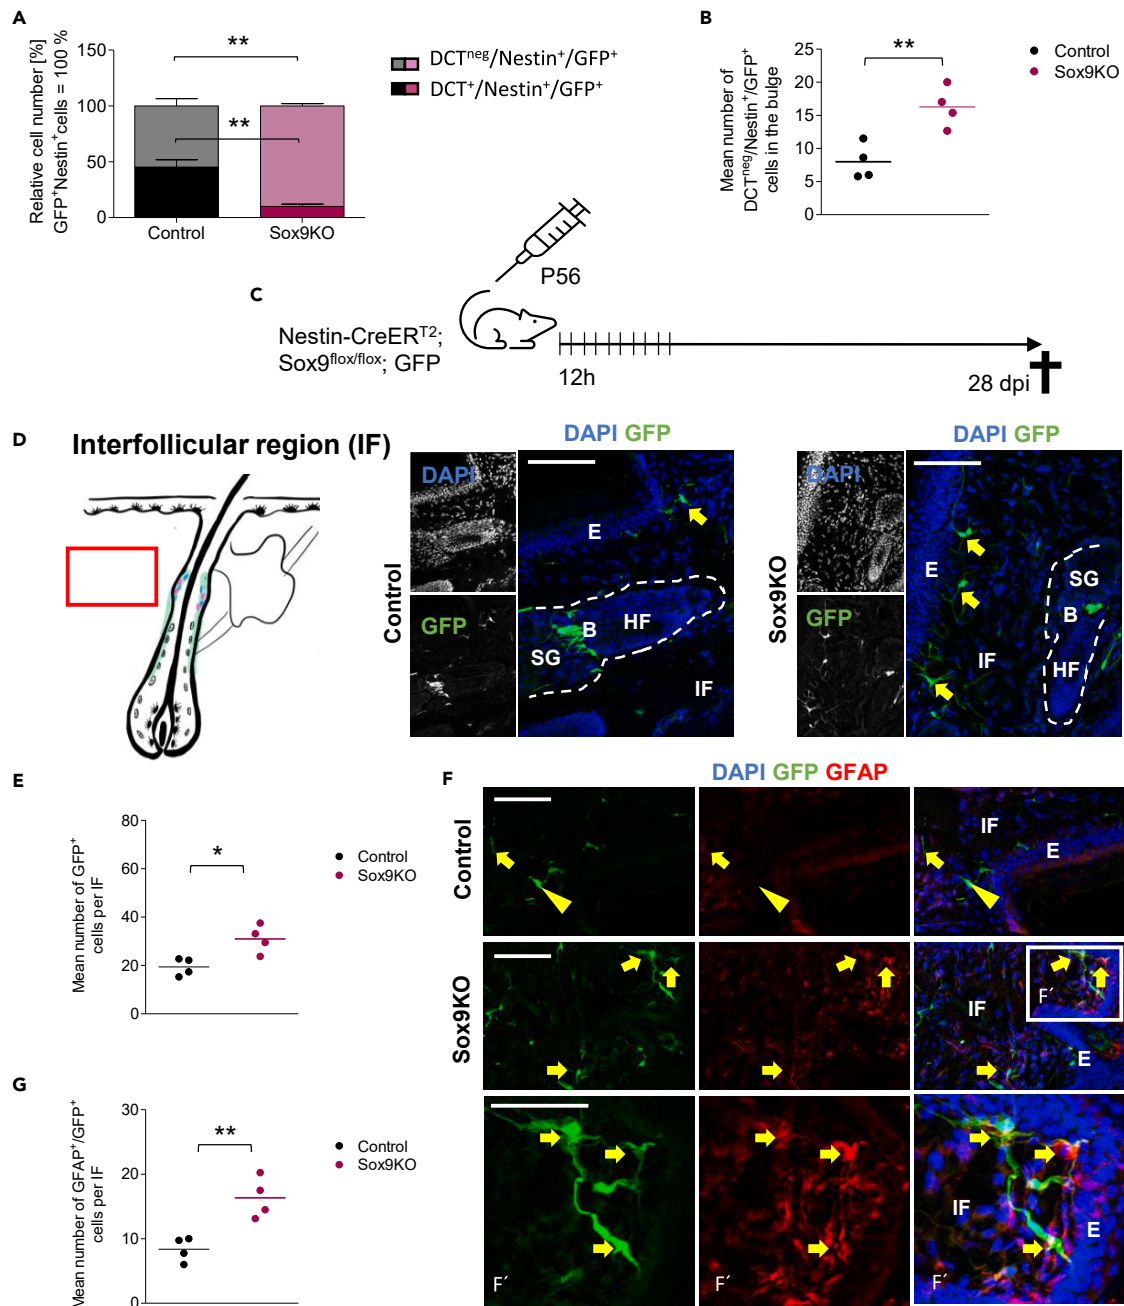 A
Relative cell number [%]
GFP⁺Nestin⁺cells = 100 %
150
100
50
0
**
**
Control
Sox9KO
DCTⁿᵉᵍ/Nestin⁺/GFP⁺
DCT⁺/Nestin⁺/GFP⁺
B
Mean number of
DCTⁿᵉᵍ/Nestin⁺/GFP⁺
cells in the bulge
25
20
15
10
5
0
**
Control
Sox9KO
C
P56
Nestin-CreERᵀ²;
Sox9ᶠˡᵒˣ/ᶠˡᵒˣ; GFP
12h
28 dpi
D
Interfollicular region (IF)
Control
DAPI GFP
DAPI
GFP
E
B
HF
SG
IF
Sox9KO
DAPI GFP
DAPI
GFP
E
SG
B
IF
HF
E
Mean number of GFP⁺
cells per IF
80
60
40
20
0
*
Control
Sox9KO
F
DAPI GFP GFAP
Control
IF
E
Sox9KO
IF
F´
E
F´
F´
IF
E
F´
G
Mean number of GFAP⁺/GFP⁺
cells per IF
30
20
10
0
**
Control
Sox9KO